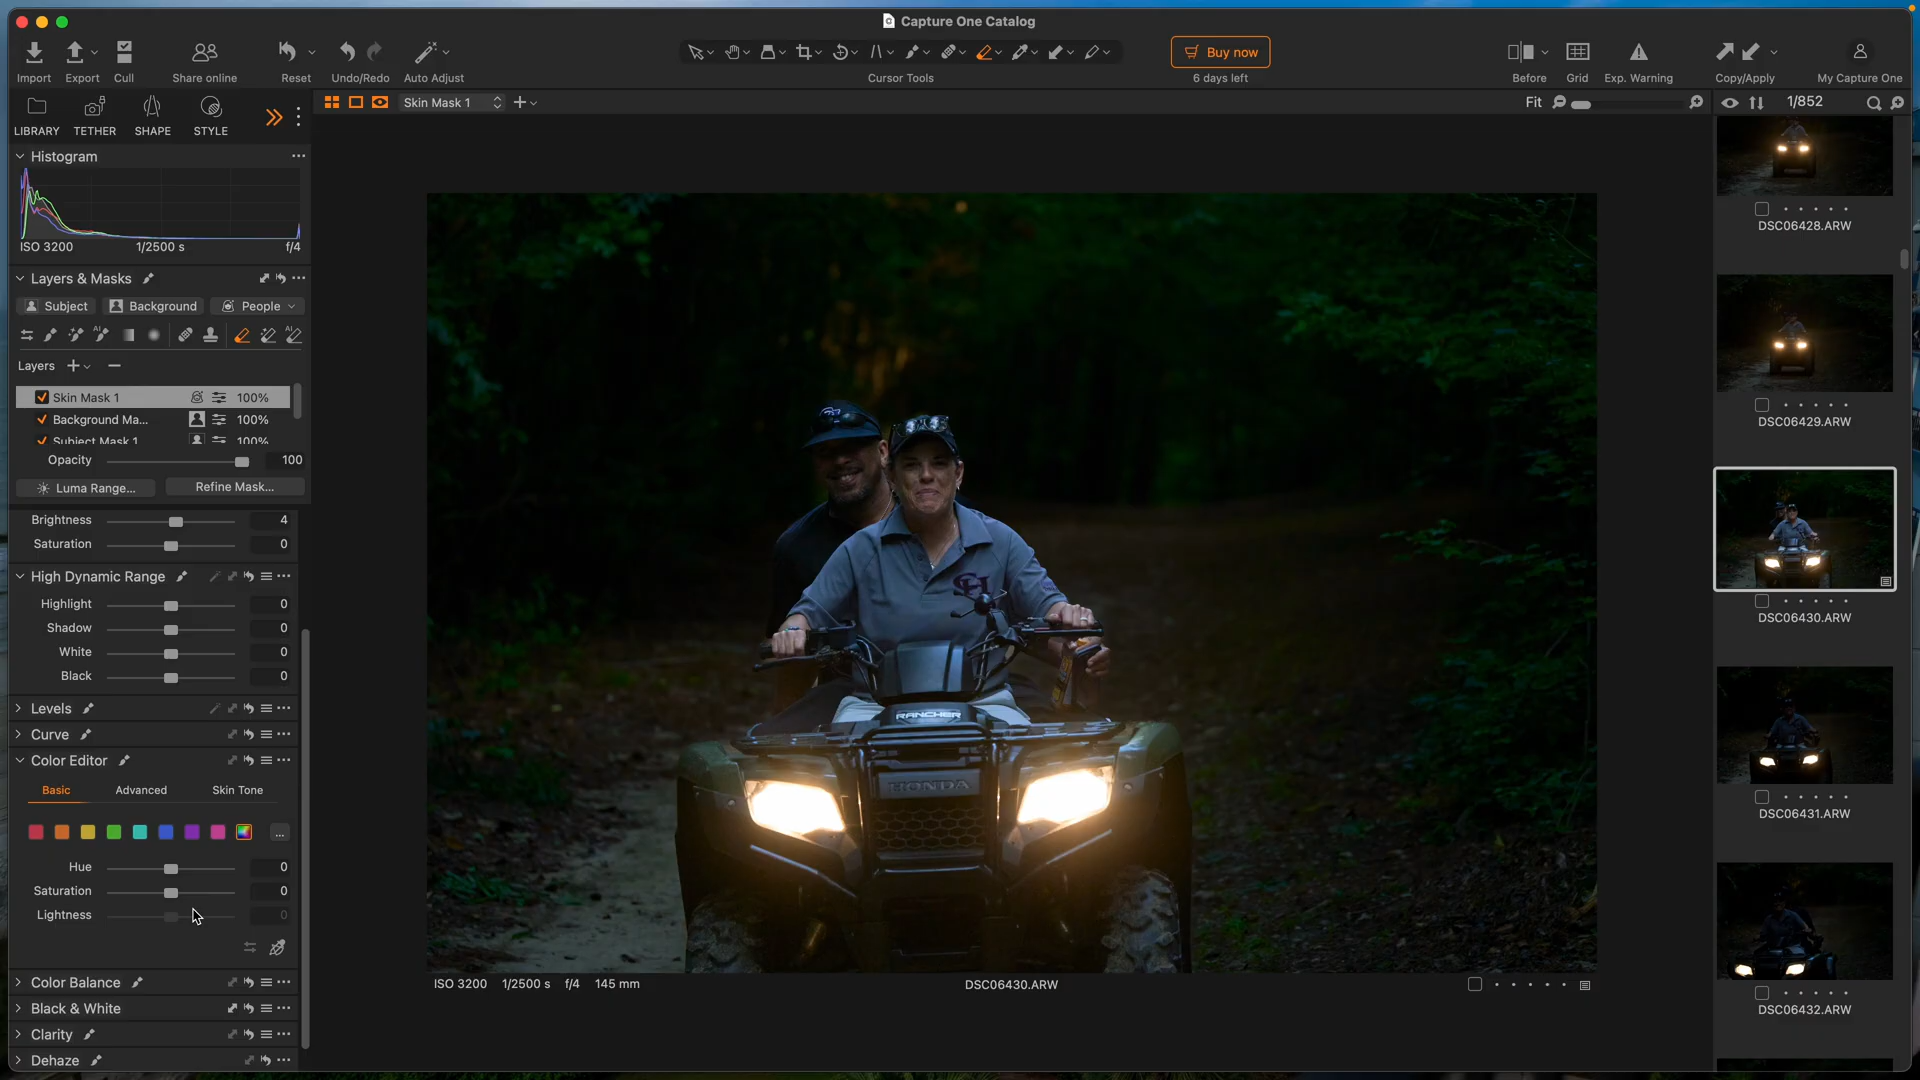 Capture One Catalog
Import
Export
Cull
Share online
Reset
Undo/Redo
Auto Adjust
Cursor Tools
Buy now
6 days left
Before
Grid
Exp. Warning
Copy/Apply
My Capture One
LIBRARY
TETHER
SHAPE
STYLE
Skin Mask 1
Fit
1/852
Histogram
ISO 3200 1/2500 s f/4
Layers & Masks
Subject Background People
Layers
Skin Mask 1 100%
Background Ma... 100%
Subject Mask 1 100%
Opacity 100
Luma Range... Refine Mask...
Brightness 4
Saturation 0
High Dynamic Range
Highlight 0
Shadow 0
White 0
Black 0
Levels
Curve
Color Editor
Basic Advanced Skin Tone
...
Hue 0
Saturation 0
Lightness 0
Color Balance
Black & White
Clarity
Dehaze
RANCHER
HONDA
ISO 3200 1/2500 s f/4 145 mm
DSC06430.ARW
DSC06428.ARW
DSC06429.ARW
DSC06430.ARW
DSC06431.ARW
DSC06432.ARW